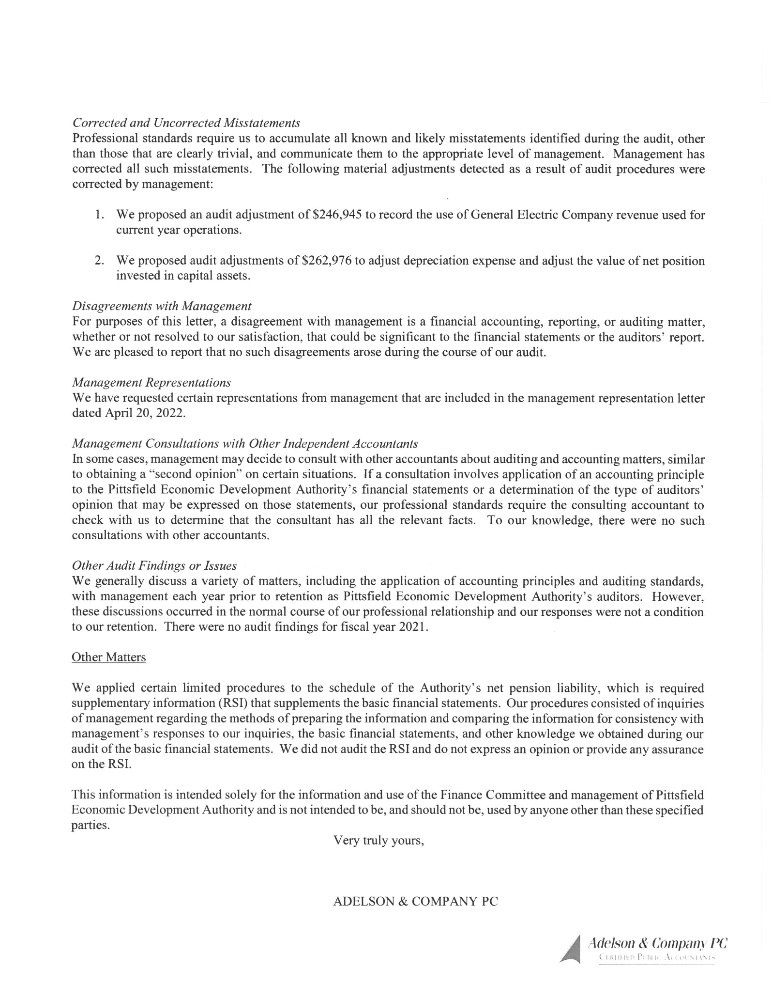 Corrected and Uncorrected Misstatements
Professional standards require us to accumulate all known and likely misstatements identified during the audit, other
than those that are clearly trivial, and communicate them to the appropriate level of management. Management has
corrected all such misstatements. The following material adjustments detected as a result of audit procedures were
corrected by management:
1. We proposed an audit adjustment of $246,945 to record the use of General Electric Company revenue used for
current year operations.
2. We proposed audit adjustments of $262,976 to adjust depreciation expense and adjust the value of net position
invested in capital assets.
Disagreements with Management
For purposes of this letter, a disagreement with management is a financial accounting, reporting, or auditing matter,
whether or not resolved to our satisfaction, that could be significant to the financial statements or the auditors’ report.
We are pleased to report that no such disagreements arose during the course of our audit.
Management Representations
We have requested certain representations from management that are included in the management representation letter
dated April 20, 2022.
Management Consultations with Other Independent Accountants
In some cases, management may decide to consult with other accountants about auditing and accounting matters, similar
to obtaining a “second opinion” on certain situations. If a consultation involves application of an accounting principle
to the Pittsfield Economic Development Authority’s financial statements or a determination of the type of auditors’
opinion that may be expressed on those statements, our professional standards require the consulting accountant to
check with us to determine that the consultant has all the relevant facts. To our knowledge, there were no such
consultations with other accountants.
Other Audit Findings or Issues
We generally discuss a variety of matters, including the application of accounting principles and auditing standards,
with management each year prior to retention as Pittsfield Economic Development Authority’s auditors. However,
these discussions occurred in the normal course of our professional relationship and our responses were not a condition
to our retention. There were no audit findings for fiscal year 2021.
Other Matters
We applied certain limited procedures to the schedule of the Authority’s net pension liability, which is required
supplementary information (RSI) that supplements the basic financial statements. Our procedures consisted of inquiries
of management regarding the methods of preparing the information and comparing the information for consistency with
management’s responses to our inquiries, the basic financial statements, and other knowledge we obtained during our
audit of the basic financial statements. We did not audit the RSI and do not express an opinion or provide any assurance
on the RSI.
This information is intended solely for the information and use of the Finance Committee and management of Pittsfield
Economic Development Authority and is not intended to be, and should not be, used by anyone other than these specified
parties.
Very truly yours,
ADELSON & COMPANY PC
Adelson & Company PC
CERTIFIED PUBLIC ACCOUNTANTS